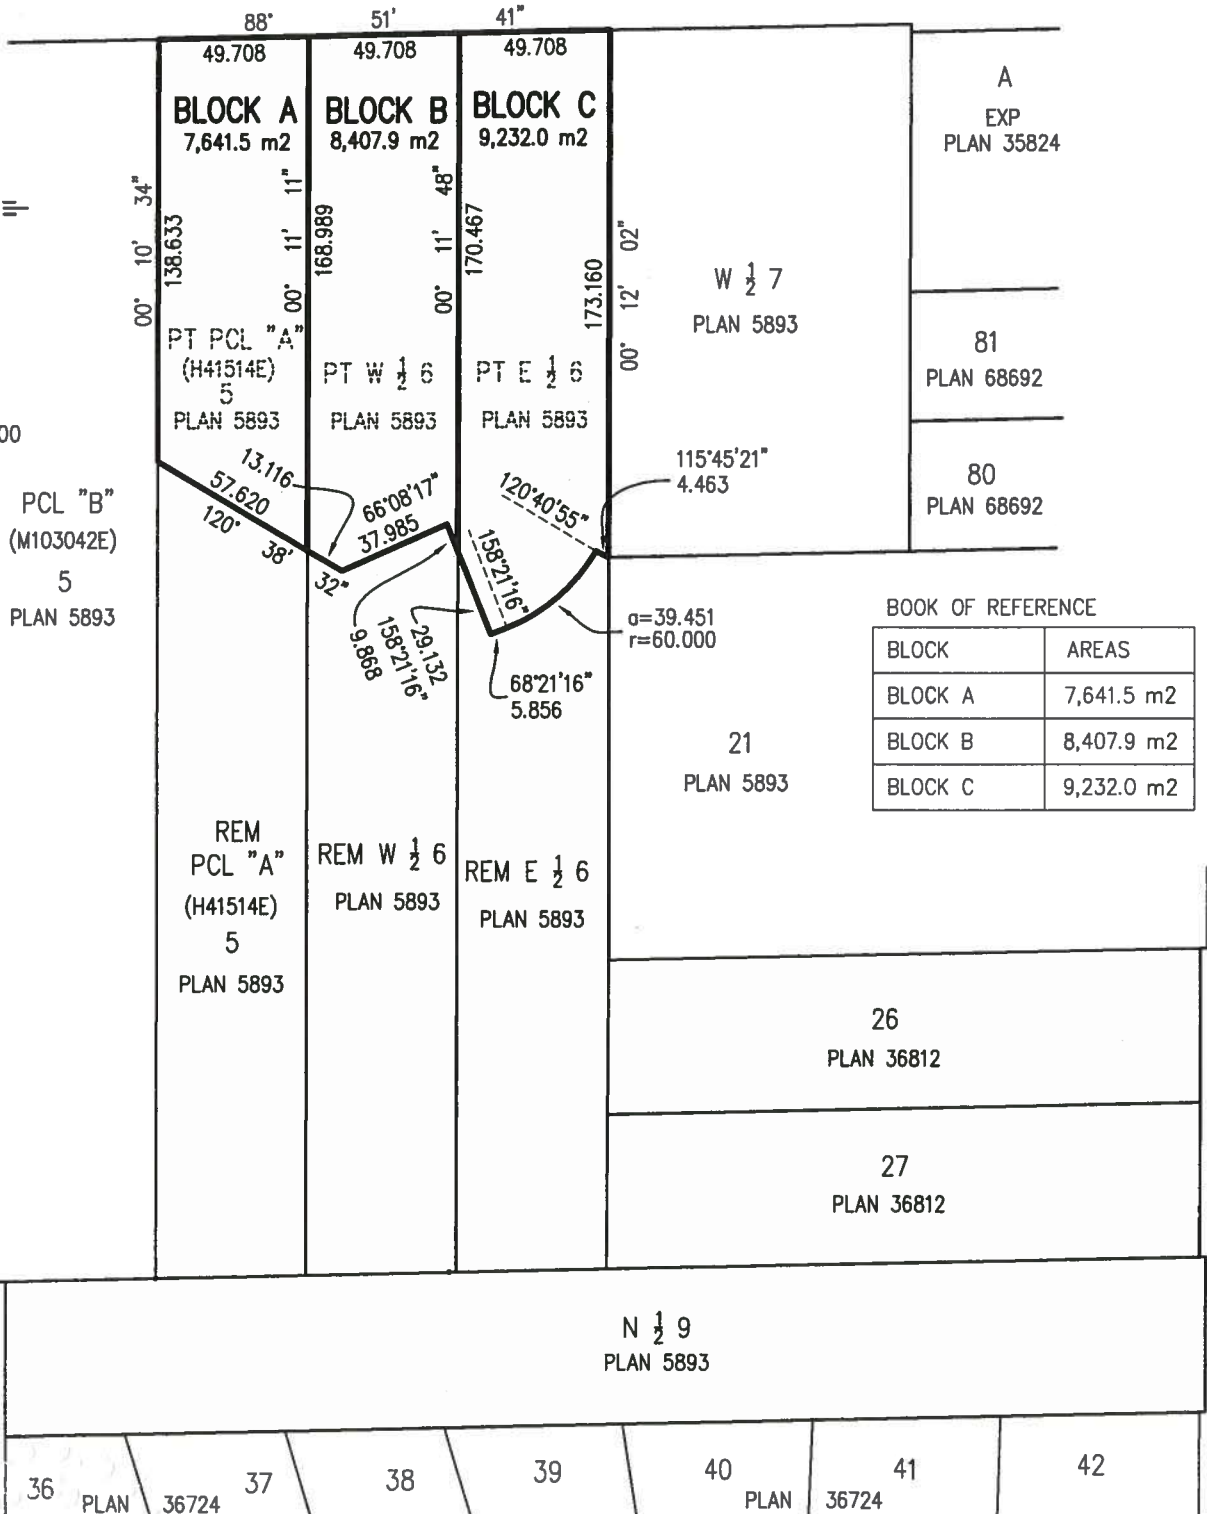 88° 51' 41"
49.708 49.708 49.708
BLOCK A
7,641.5 m2
BLOCK B
8,407.9 m2
BLOCK C
9,232.0 m2
A
EXP
PLAN 35824
00° 10' 34"
138.633
00° 11' 11"
168.989
00° 11' 48"
170.467
173.160
00° 12' 02"
W 1/2 7
PLAN 5893
81
PLAN 68692
80
PLAN 68692
PT PCL "A"
(H41514E)
5
PLAN 5893
PT W 1/2 6
PLAN 5893
PT E 1/2 6
PLAN 5893
00
PCL "B"
(M103042E)
5
PLAN 5893
13.116
57.620
120° 38' 32"
66°08'17"
37.985
120°40'55"
115°45'21"
4.463
158°21'16"
29.132
158°21'16"
9.868
68°21'16"
5.856
a=39.451
r=60.000
BOOK OF REFERENCE
BLOCK AREAS
BLOCK A 7,641.5 m2
BLOCK B 8,407.9 m2
BLOCK C 9,232.0 m2
21
PLAN 5893
REM
PCL "A"
(H41514E)
5
PLAN 5893
REM W 1/2 6
PLAN 5893
REM E 1/2 6
PLAN 5893
26
PLAN 36812
27
PLAN 36812
N 1/2 9
PLAN 5893
36 37 38 39 40 41 42
PLAN 36724 PLAN 36724